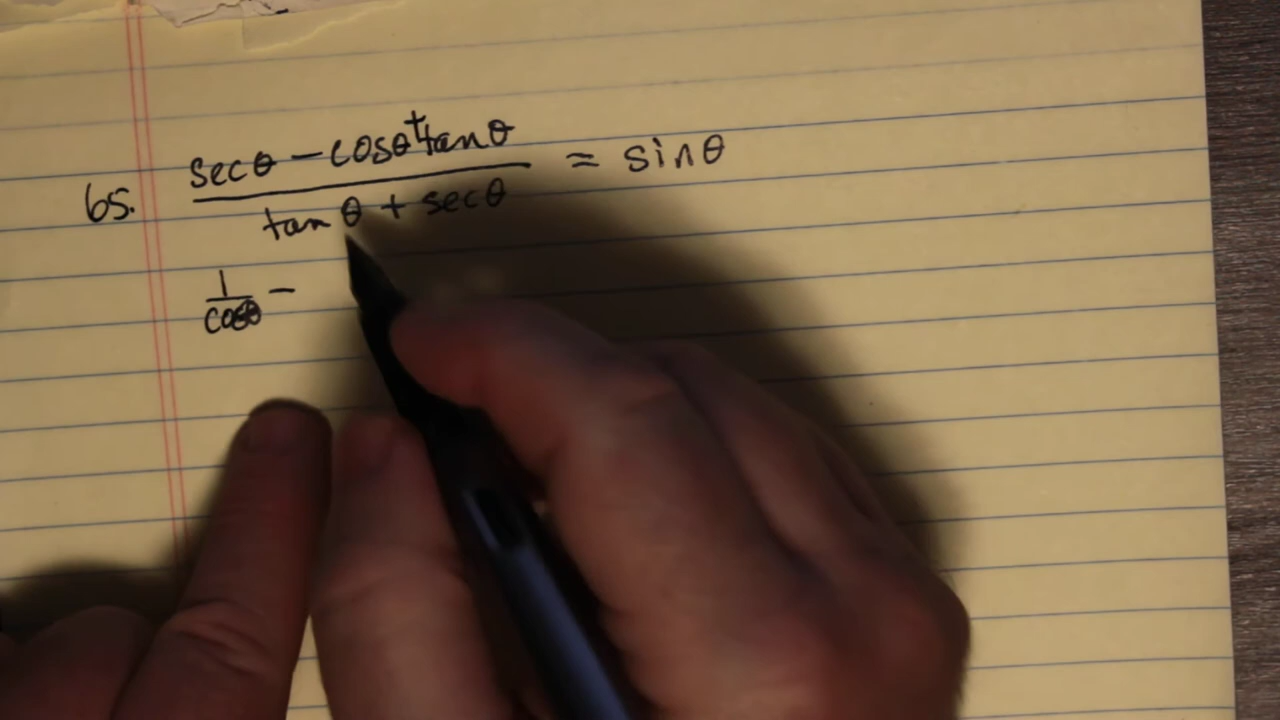 65. secθ - cosθ + tanθ / tanθ + secθ = sinθ
1/cosθ -